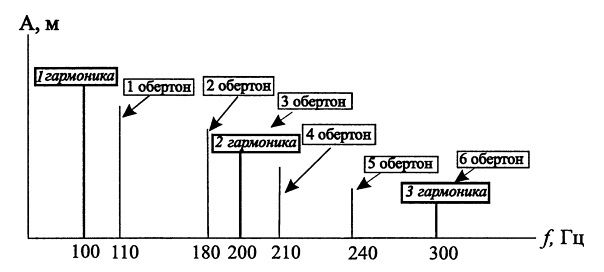 А, м
1 гармоника
1 обертон
2 обертон
3 обертон
2 гармоника
4 обертон
5 обертон
6 обертон
3 гармоника
100 110 180 200 210 240 300 f, Гц